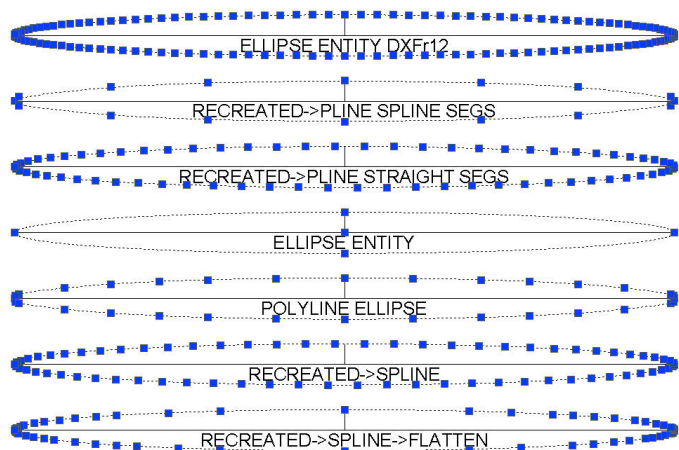 ELLIPSE ENTITY DXFr12
RECREATED->PLINE SPLINE SEGS
RECREATED->PLINE STRAIGHT SEGS
ELLIPSE ENTITY
POLYLINE ELLIPSE
RECREATED->SPLINE
RECREATED->SPLINE->FLATTEN